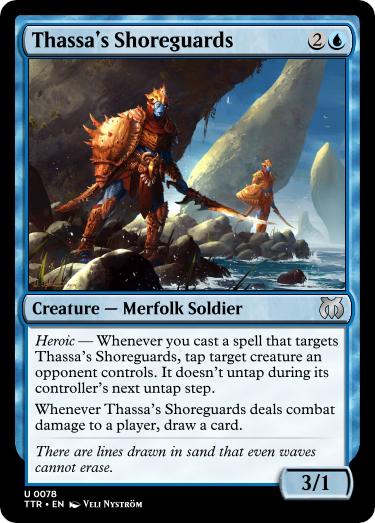 Thassa's Shoreguards 2
Creature — Merfolk Soldier
Heroic — Whenever you cast a spell that targets
Thassa's Shoreguards, tap target creature an
opponent controls. It doesn't untap during its
controller's next untap step.
Whenever Thassa's Shoreguards deals combat
damage to a player, draw a card.
There are lines drawn in sand that even waves
cannot erase.
3/1
U 0078
TTR • EN Veli Nyström